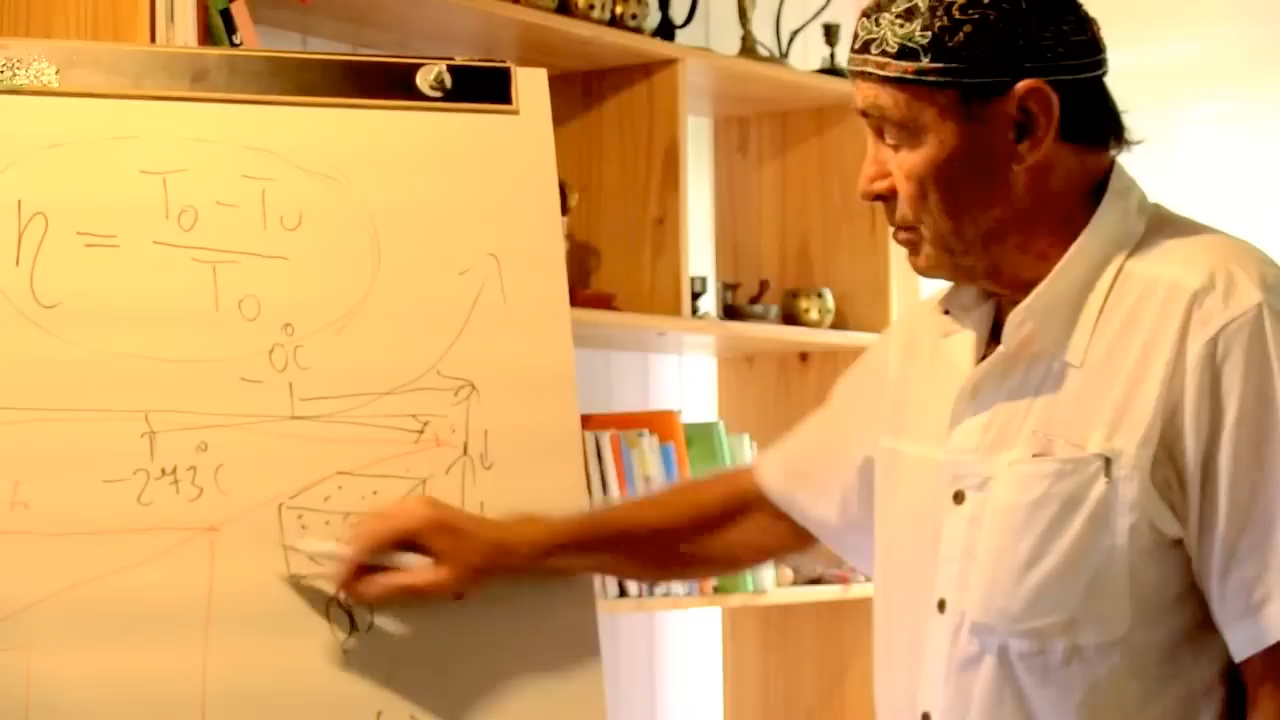 η = T₀ - Tᵤ
T₀
0°C
-273°C
h